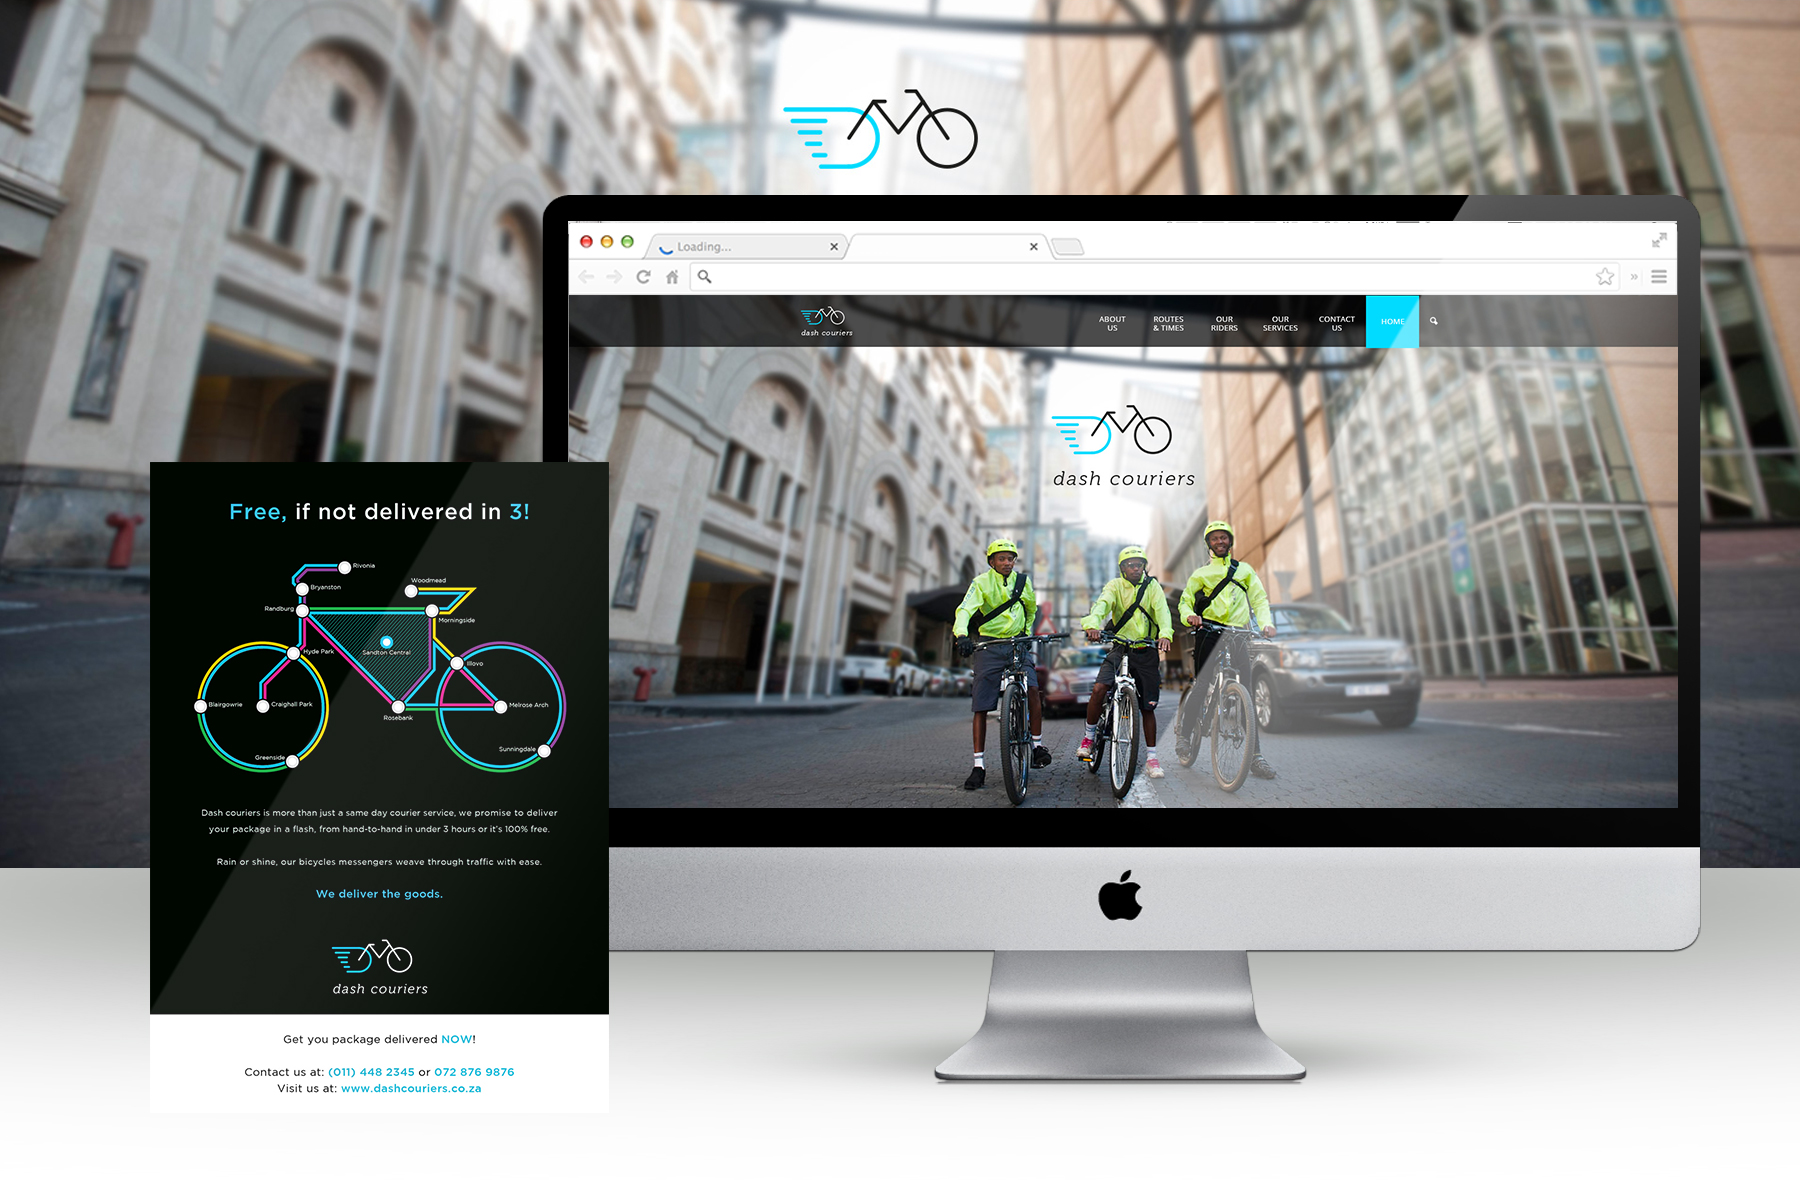 Loading...
dash couriers
ABOUT US
ROUTES & TIMES
OUR RIDERS
OUR SERVICES
CONTACT US
HOME
dash couriers
Free, if not delivered in 3!
Rivonia
Woodmead
Bryanston
Randburg
Morningside
Hyde Park
Sandton Central
Illovo
Blairgowrie
Craighall Park
Melrose Arch
Rosebank
Sunningdale
Greenside
Dash couriers is more than just a same day courier service, we promise to deliver
your package in a flash, from hand-to-hand in under 3 hours or it's 100% free.
Rain or shine, our bicycles messengers weave through traffic with ease.
We deliver the goods.
dash couriers
Get you package delivered NOW!
Contact us at: (011) 448 2345 or 072 876 9876
Visit us at: www.dashcouriers.co.za